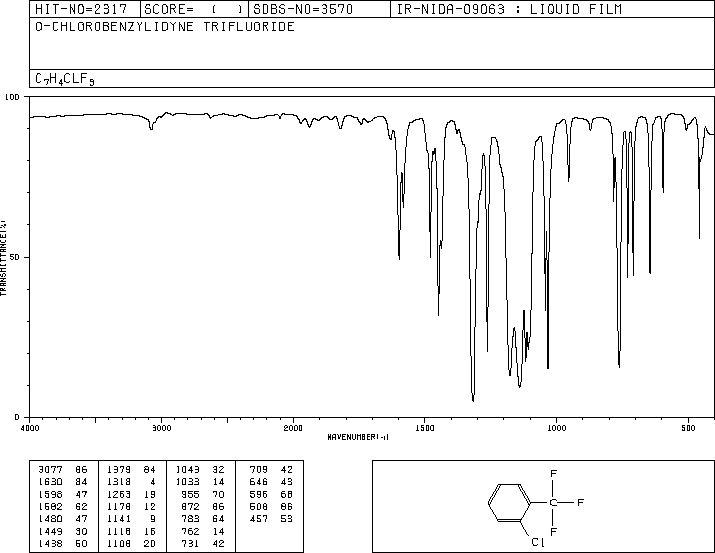 HIT-NO=2317 SCORE= ( ) SDBS-NO=3570 IR-NIDA-09063 : LIQUID FILM
O-CHLOROBENZYLIDYNE TRIFLUORIDE
C7H4CLF3
100
50
0
TRANSMITTANCE(%)
4000 3000 2000 1500 1000 500
WAVENUMBER(-1)
3077 86 1379 84 1043 32 709 42
1630 84 1318 4 1033 14 646 43
1598 47 1263 19 955 70 596 68
1582 62 1178 12 872 86 508 86
1480 47 1141 9 783 64 457 53
1449 30 1118 16 762 14
1438 50 1108 20 731 42
F
C F
F
Cl